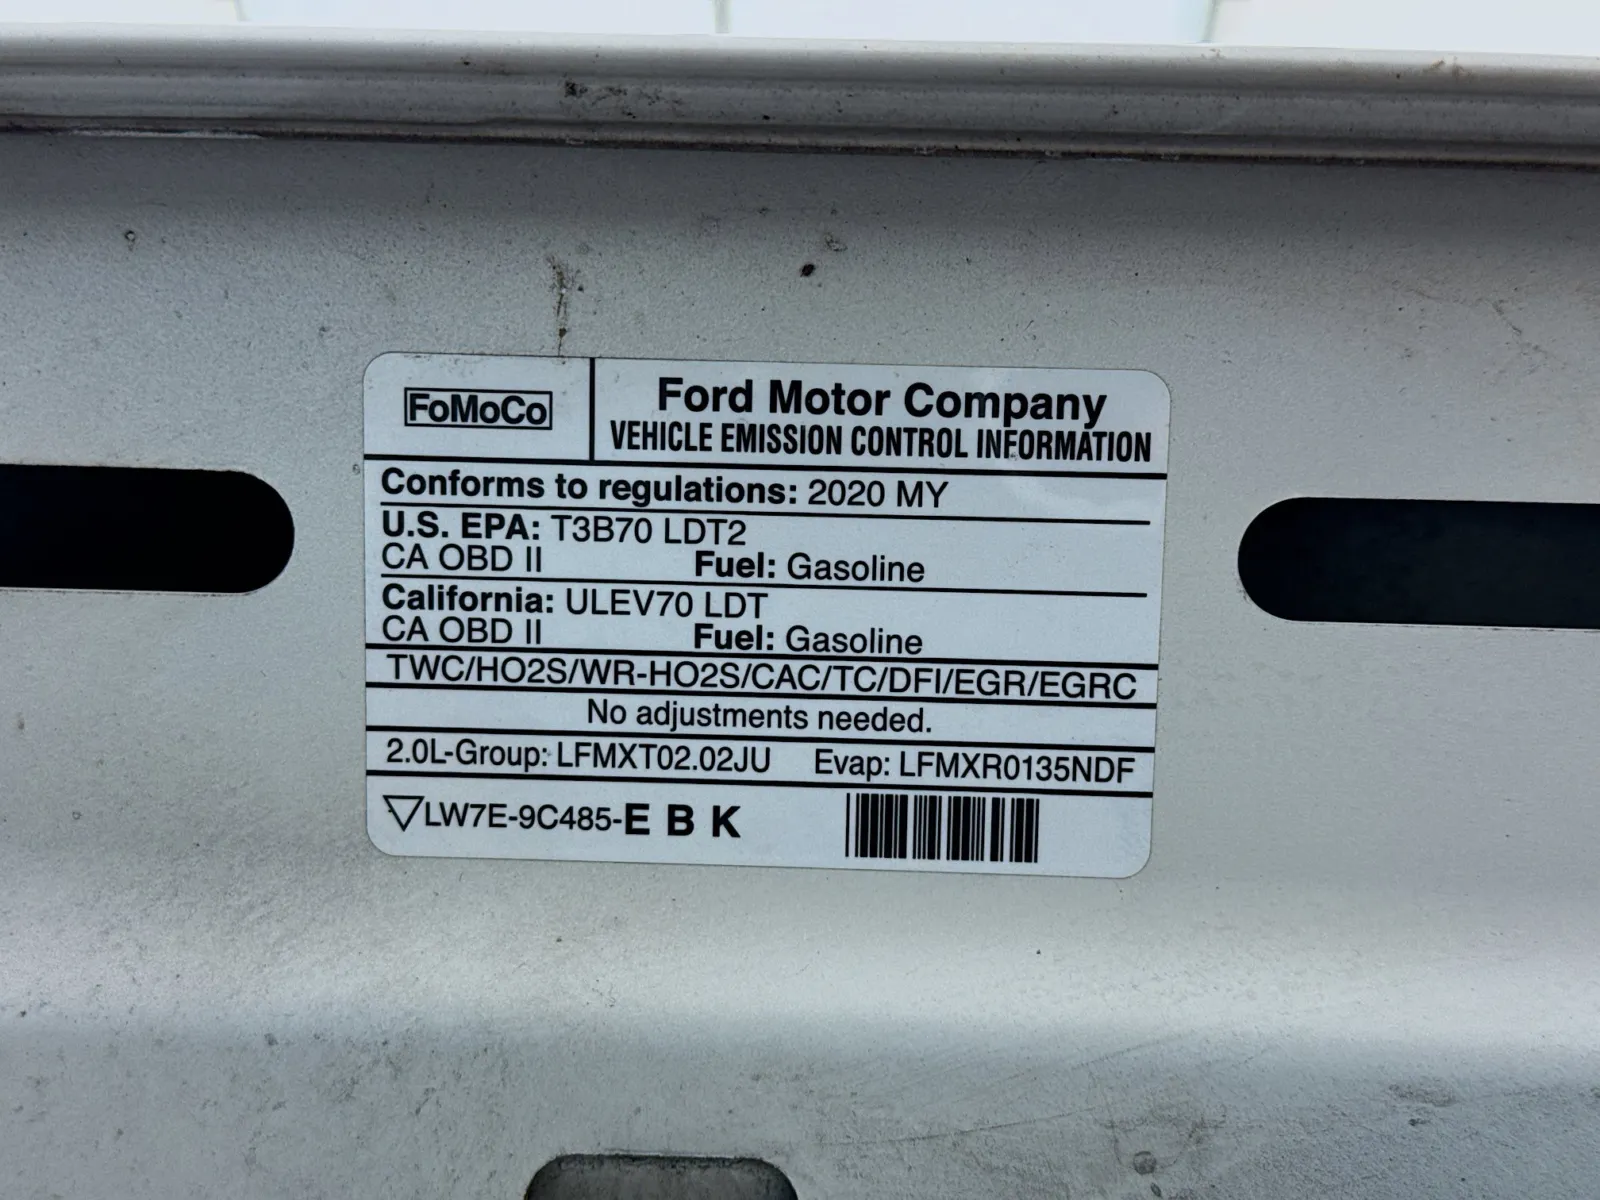 FoMoCo
Ford Motor Company
VEHICLE EMISSION CONTROL INFORMATION
Conforms to regulations: 2020 MY
U.S. EPA: T3B70 LDT2
CA OBD II Fuel: Gasoline
California: ULEV70 LDT
CA OBD II Fuel: Gasoline
TWC/HO2S/WR-HO2S/CAC/TC/DFI/EGR/EGRC
No adjustments needed.
2.0L-Group: LFMXT02.02JU Evap: LFMXR0135NDF
LW7E-9C485-E B K